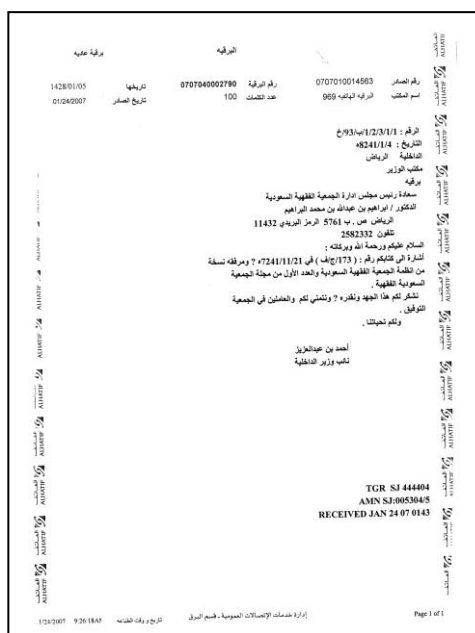 البرقيه
برقية عاديه
رقم الصادر 0707010014563 رقم البرقية 0707040002790 تاريخها 1428/01/05
اسم المكتب البرقيه الهاتفيه 969 عدد الكلمات 100 تاريخ الصادر 01/24/2007
الرقم : 1/1/3/2/1/ب/93/خ
التاريخ : 8241/1/4ه
الداخلية الرياض
مكتب الوزير
برقيه
سعادة رئيس مجلس ادارة الجمعية الفقهية السعودية
الدكتور / ابراهيم بن عبدالله بن محمد البراهيم
الرياض ص . ب 5761 الرمز البريدي 11432
تلفون 2582332
السلام عليكم ورحمة الله وبركاته :
أشارة الى كتابكم رقم : ( 173/ج/ف ) في 7241/11/21ه ? ومرفقه نسخة
من انظمة الجمعية الفقهية السعودية والعدد الأول من مجلة الجمعية
السعودية الفقهية .
نشكر لكم هذا الجهد ونقدره ? ونتمنى لكم والعاملين في الجمعية
التوفيق .
ولكم تحياتنا .
أحمد بن عبدالعزيز
نائب وزير الداخلية
TGR SJ 444404
AMN SJ:005304/5
RECEIVED JAN 24 07 0143
الهاتف ALHATIF
Page 1 of 1
إدارة خدمات الإتصالات العمومية - قسم البرق
تاريخ و وقت الطباعه 1/24/2007 9:26:18AM